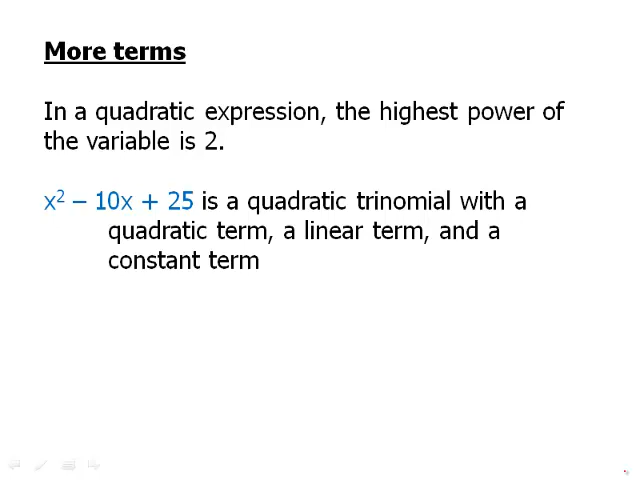 More terms
In a quadratic expression, the highest power of
the variable is 2.
x² – 10x + 25 is a quadratic trinomial with a
quadratic term, a linear term, and a
constant term